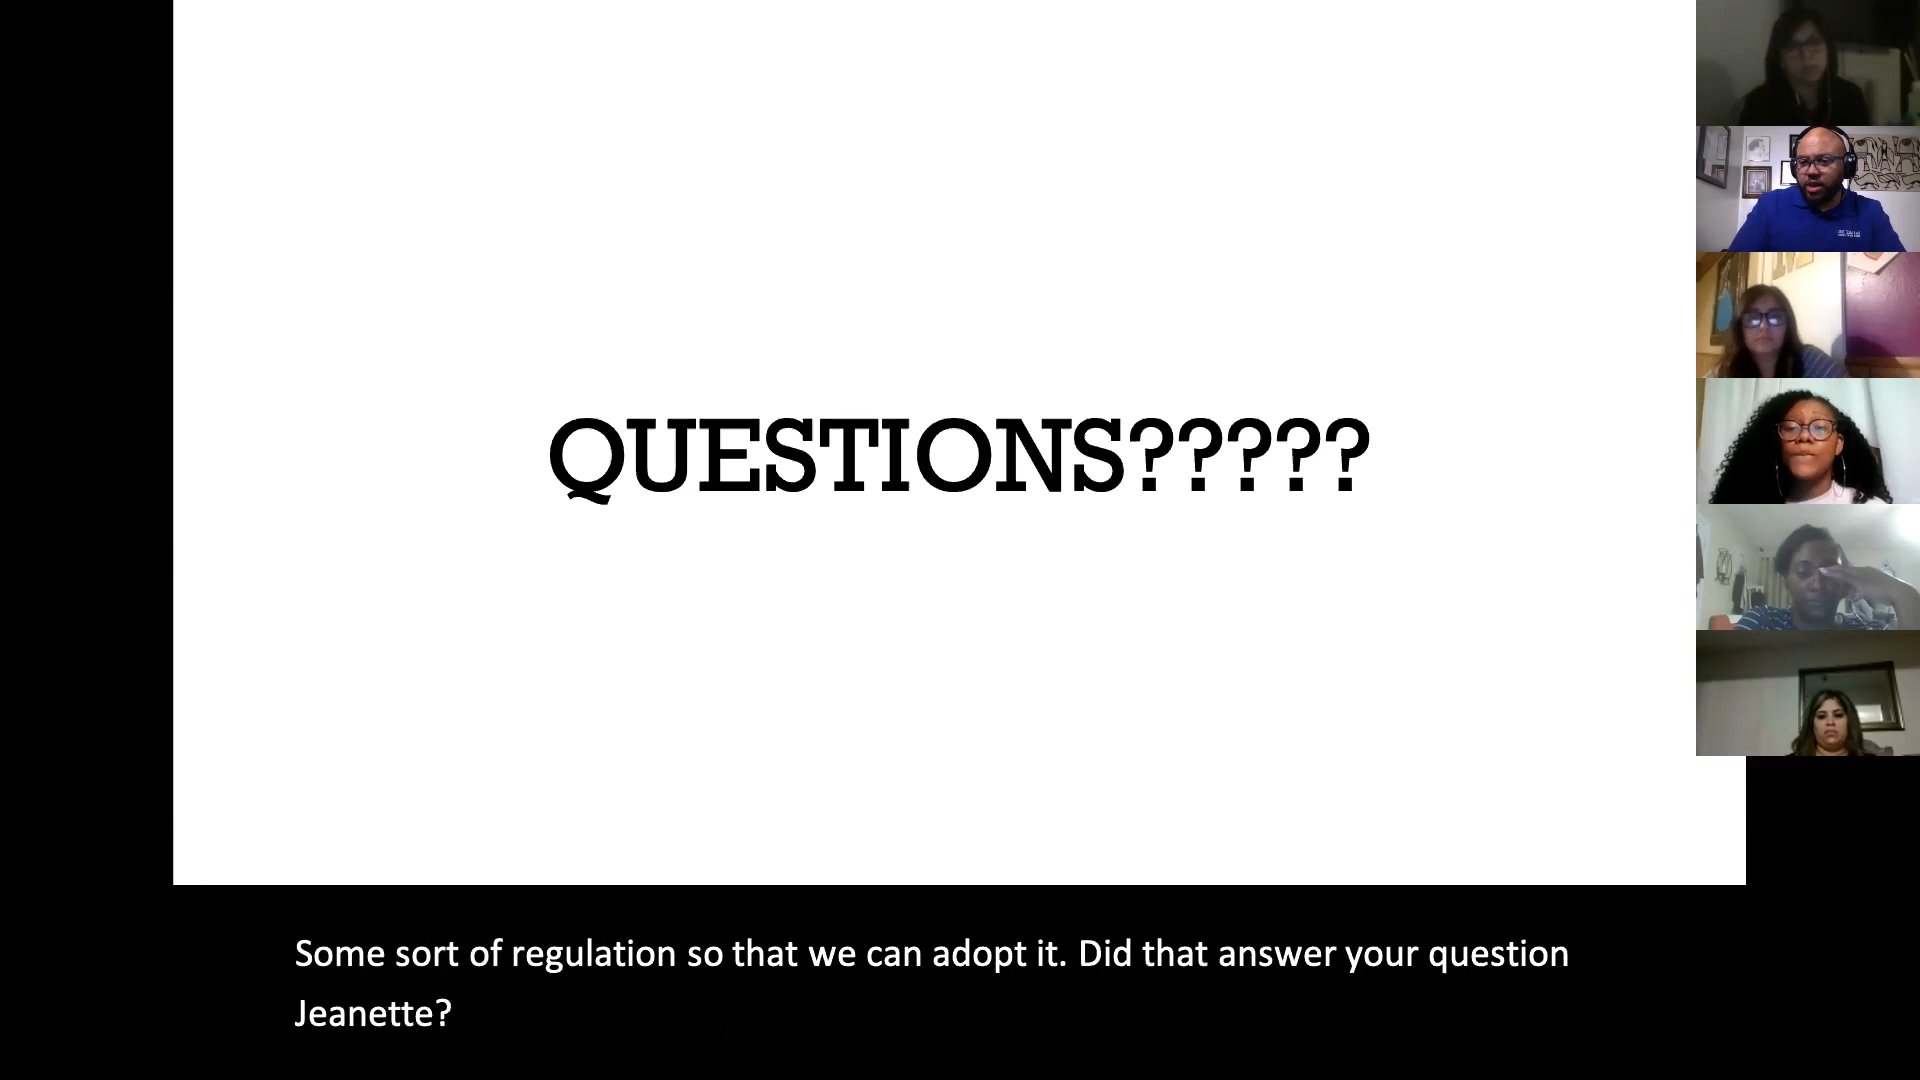 QUESTIONS?????
Some sort of regulation so that we can adopt it. Did that answer your question
Jeanette?